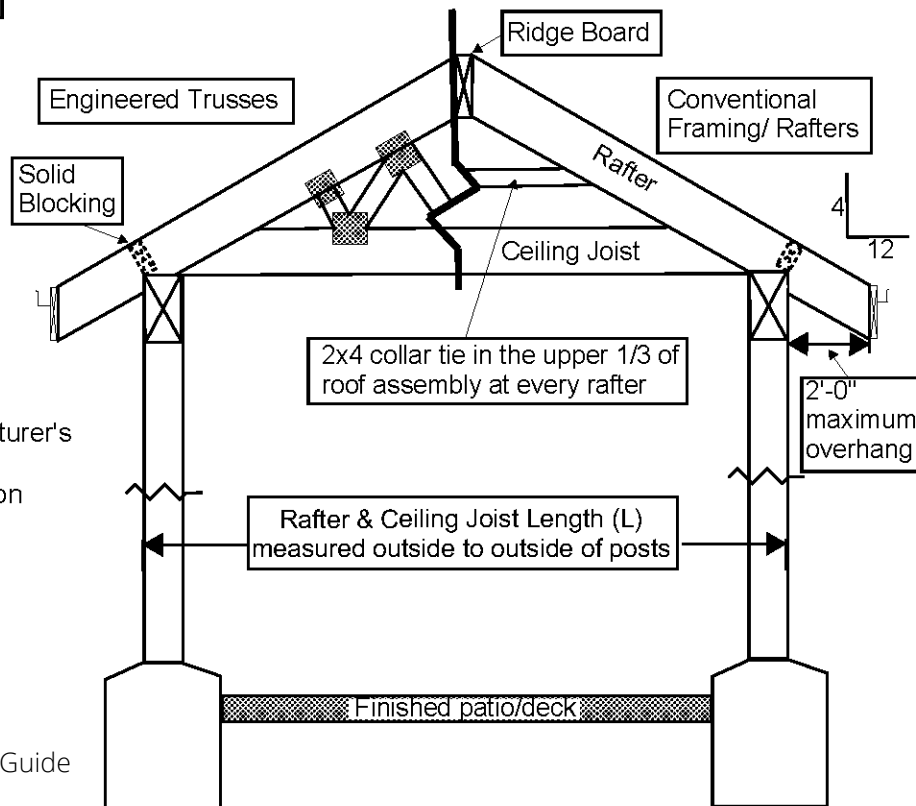 Ridge Board
Engineered Trusses
Conventional
Framing/ Rafters
Solid
Blocking
Rafter
4
12
Ceiling Joist
2x4 collar tie in the upper 1/3 of
roof assembly at every rafter
2'-0"
maximum
overhang
turer's
on
Rafter & Ceiling Joist Length (L)
measured outside to outside of posts
Finished patio/deck
Guide